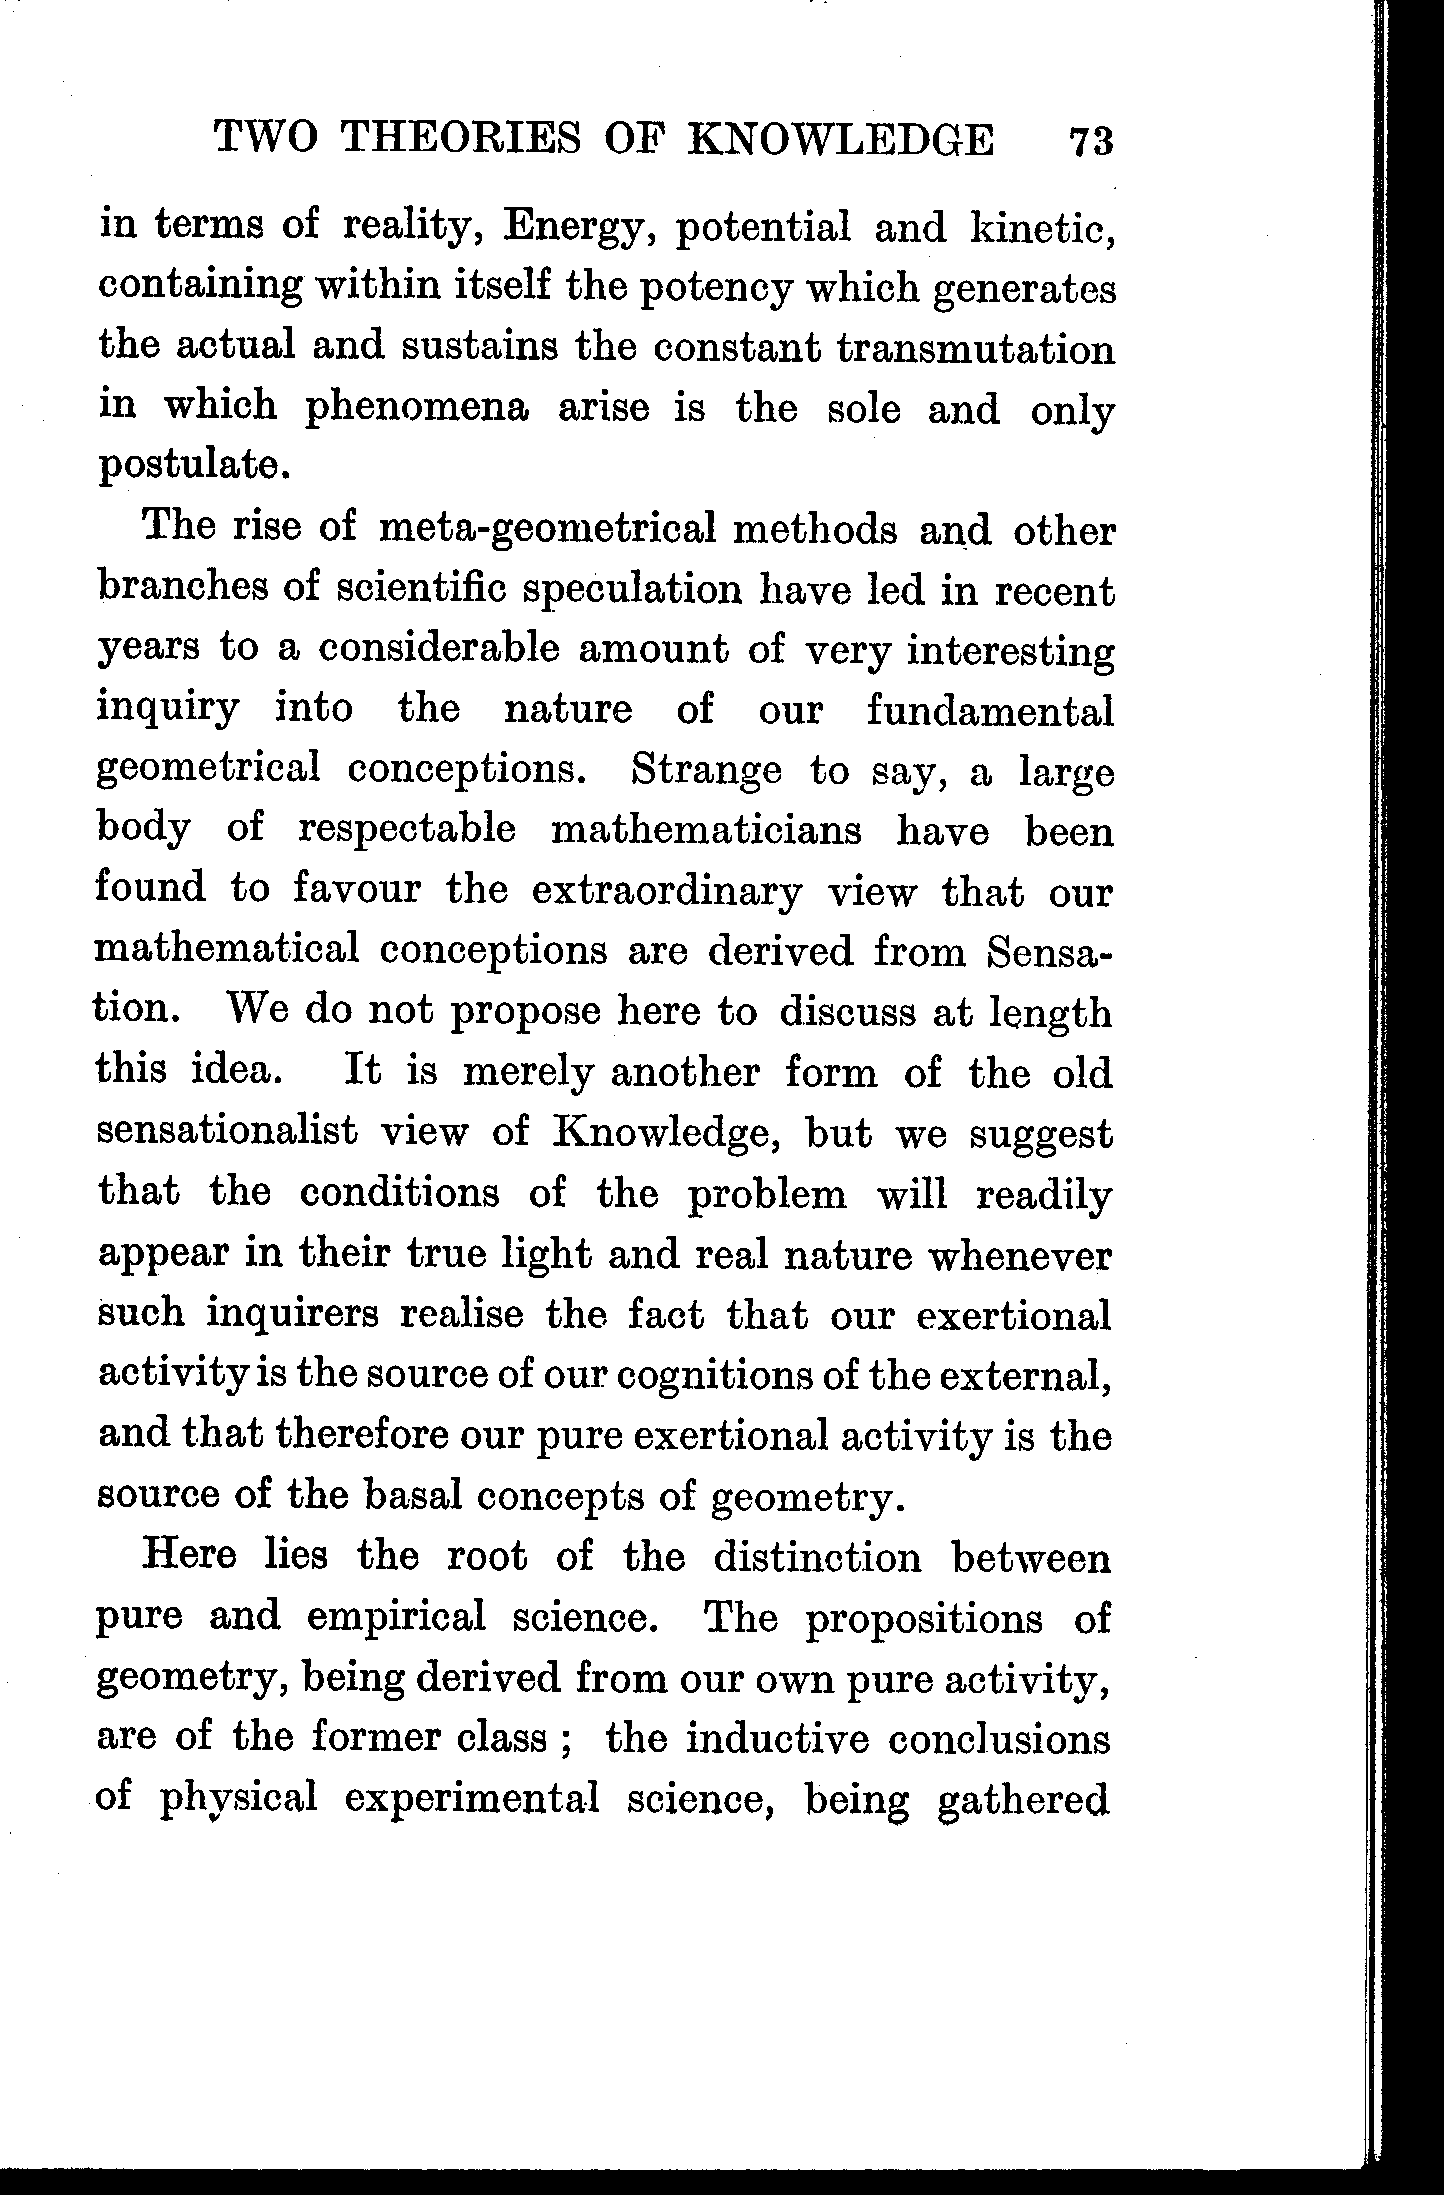 TWO THEORIES OF KNOWLEDGE 73
in terms of reality, Energy, potential and kinetic,
containing within itself the potency which generates
the actual and sustains the constant transmutation
in which phenomena arise is the sole and only
postulate.
The rise of meta-geometrical methods and other
branches of scientific speculation have led in recent
years to a considerable amount of very interesting
inquiry into the nature of our fundamental
geometrical conceptions. Strange to say, a large
body of respectable mathematicians have been
found to favour the extraordinary view that our
mathematical conceptions are derived from Sensa-
tion. We do not propose here to discuss at length
this idea. It is merely another form of the old
sensationalist view of Knowledge, but we suggest
that the conditions of the problem will readily
appear in their true light and real nature whenever
such inquirers realise the fact that our exertional
activity is the source of our cognitions of the external,
and that therefore our pure exertional activity is the
source of the basal concepts of geometry.
Here lies the root of the distinction between
pure and empirical science. The propositions of
geometry, being derived from our own pure activity,
are of the former class ; the inductive conclusions
of physical experimental science, being gathered